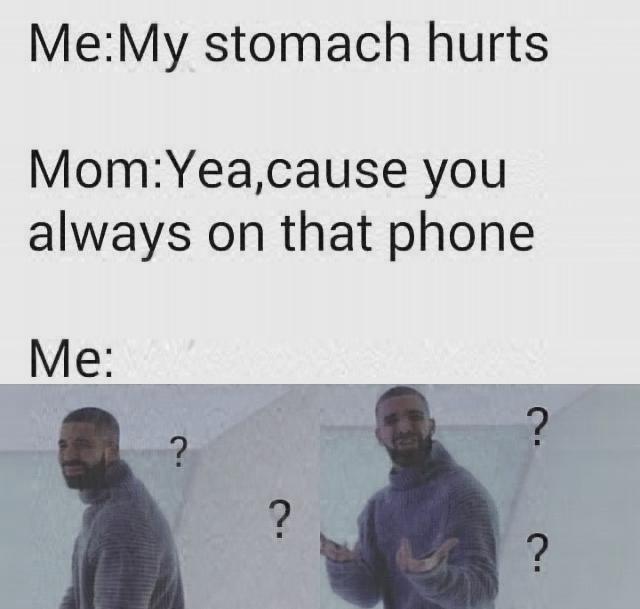 Me:My stomach hurts
Mom:Yea,cause you
always on that phone
Me:
?
?
?
?